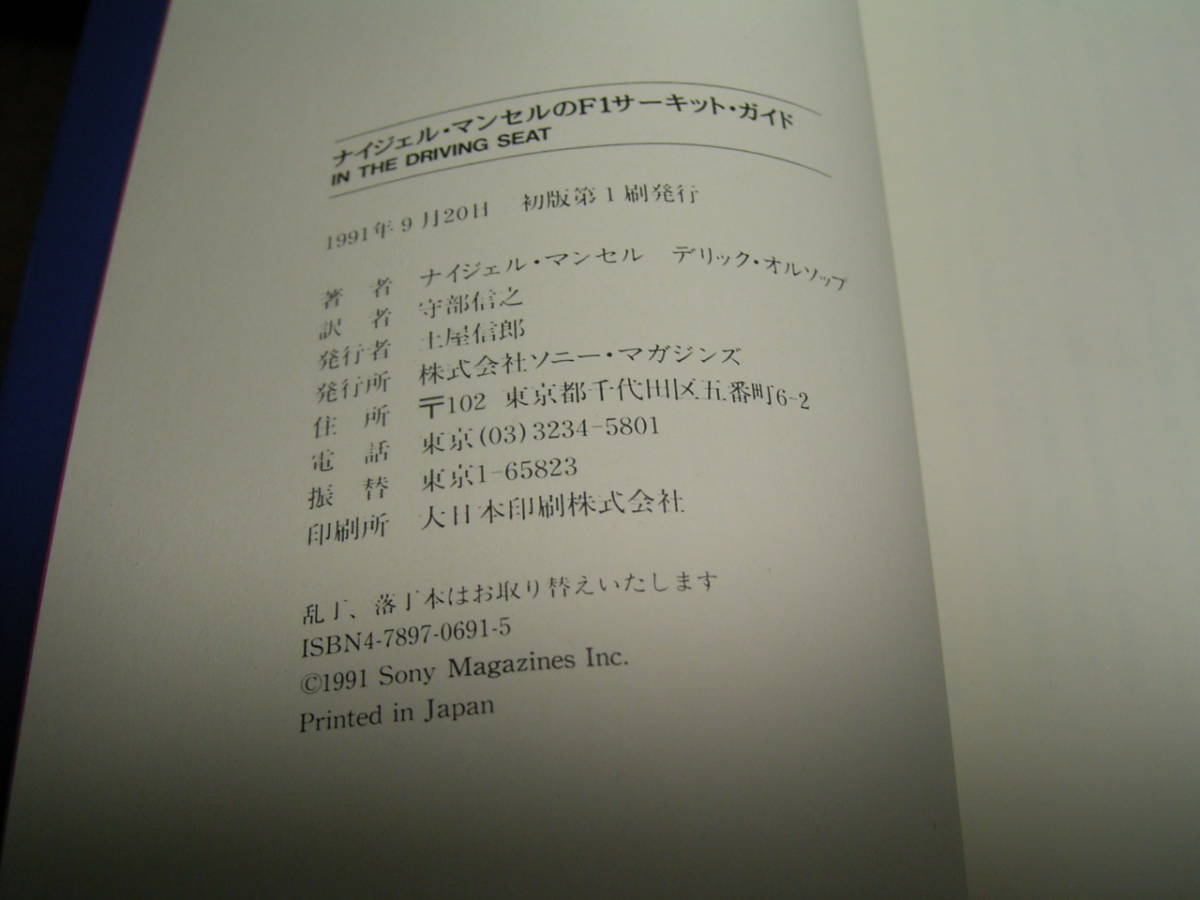 ナイジェル・マンセルのF1サーキット・ガイド
IN THE DRIVING SEAT
1991年9月20日 初版第1刷発行
著者 ナイジェル・マンセル デリック・オルソップ
訳者 守部信之
発行者 土屋信郎
発行所 株式会社ソニー・マガジンズ
住所 〒102 東京都千代田区五番町6-2
電話 東京(03)3234-5801
振替 東京1-65823
印刷所 大日本印刷株式会社
乱丁、落丁本はお取り替えいたします
ISBN4-7897-0691-5
©1991 Sony Magazines Inc.
Printed in Japan